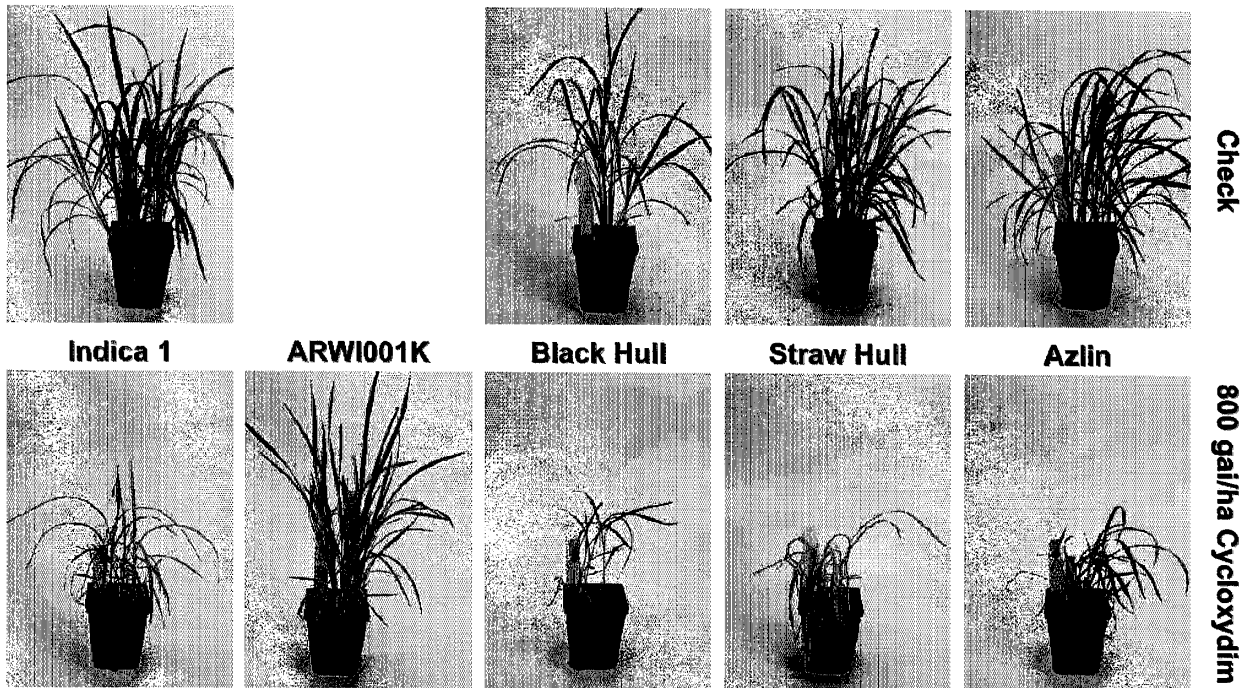 Check
Indica 1
ARWI001K
Black Hull
Straw Hull
Azlin
800 gai/ha Cycloxydim